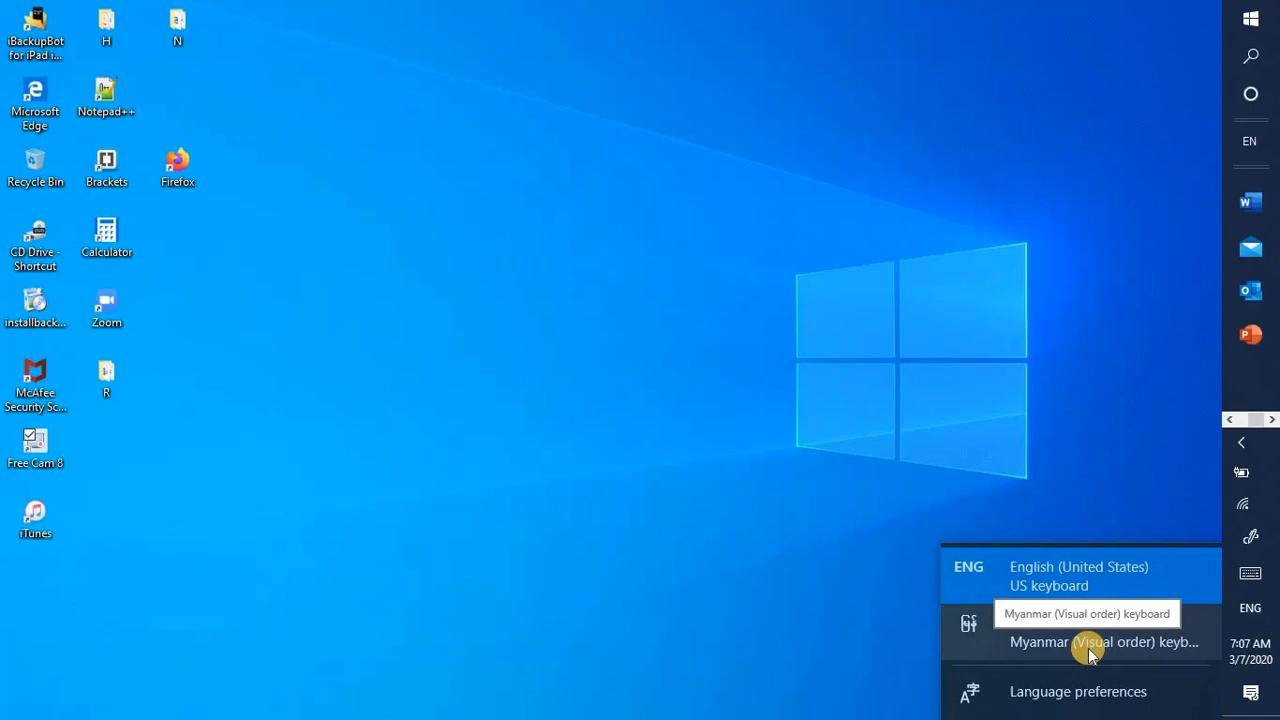 iBackupBot
for iPad i...
H
N
Microsoft
Edge
Notepad++
Recycle Bin
Brackets
Firefox
CD Drive -
Shortcut
Calculator
installback...
Zoom
McAfee
Security Sc...
R
Free Cam 8
iTunes
EN
ENG
English (United States)
US keyboard
Myanmar (Visual order) keyboard
Myanmar (Visual order) keyb...
Language preferences
ENG
7:07 AM
3/7/2020